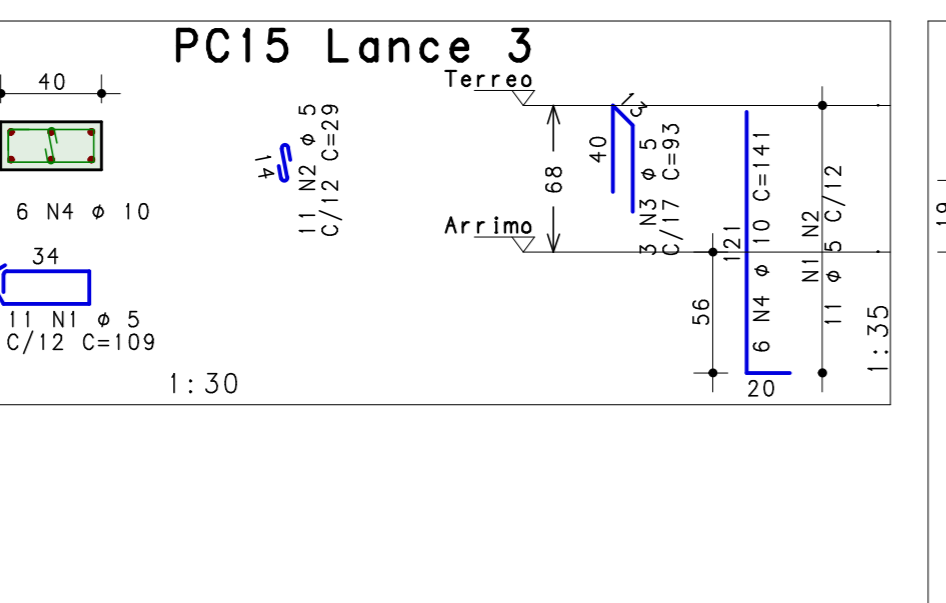 PC15 Lance 3
40
6 N4 ø 10
34
11 N1 ø 5
C/12 C=109
1:30
14
11 N2 ø 5
C/12 C=29
Terreo
Arrimo
68
40
13
3 N3 ø 5
C/17 C=93
56
121
6 N4 ø 10 C=141
20
N1 N2
11 ø 5 C/12
1:35
19